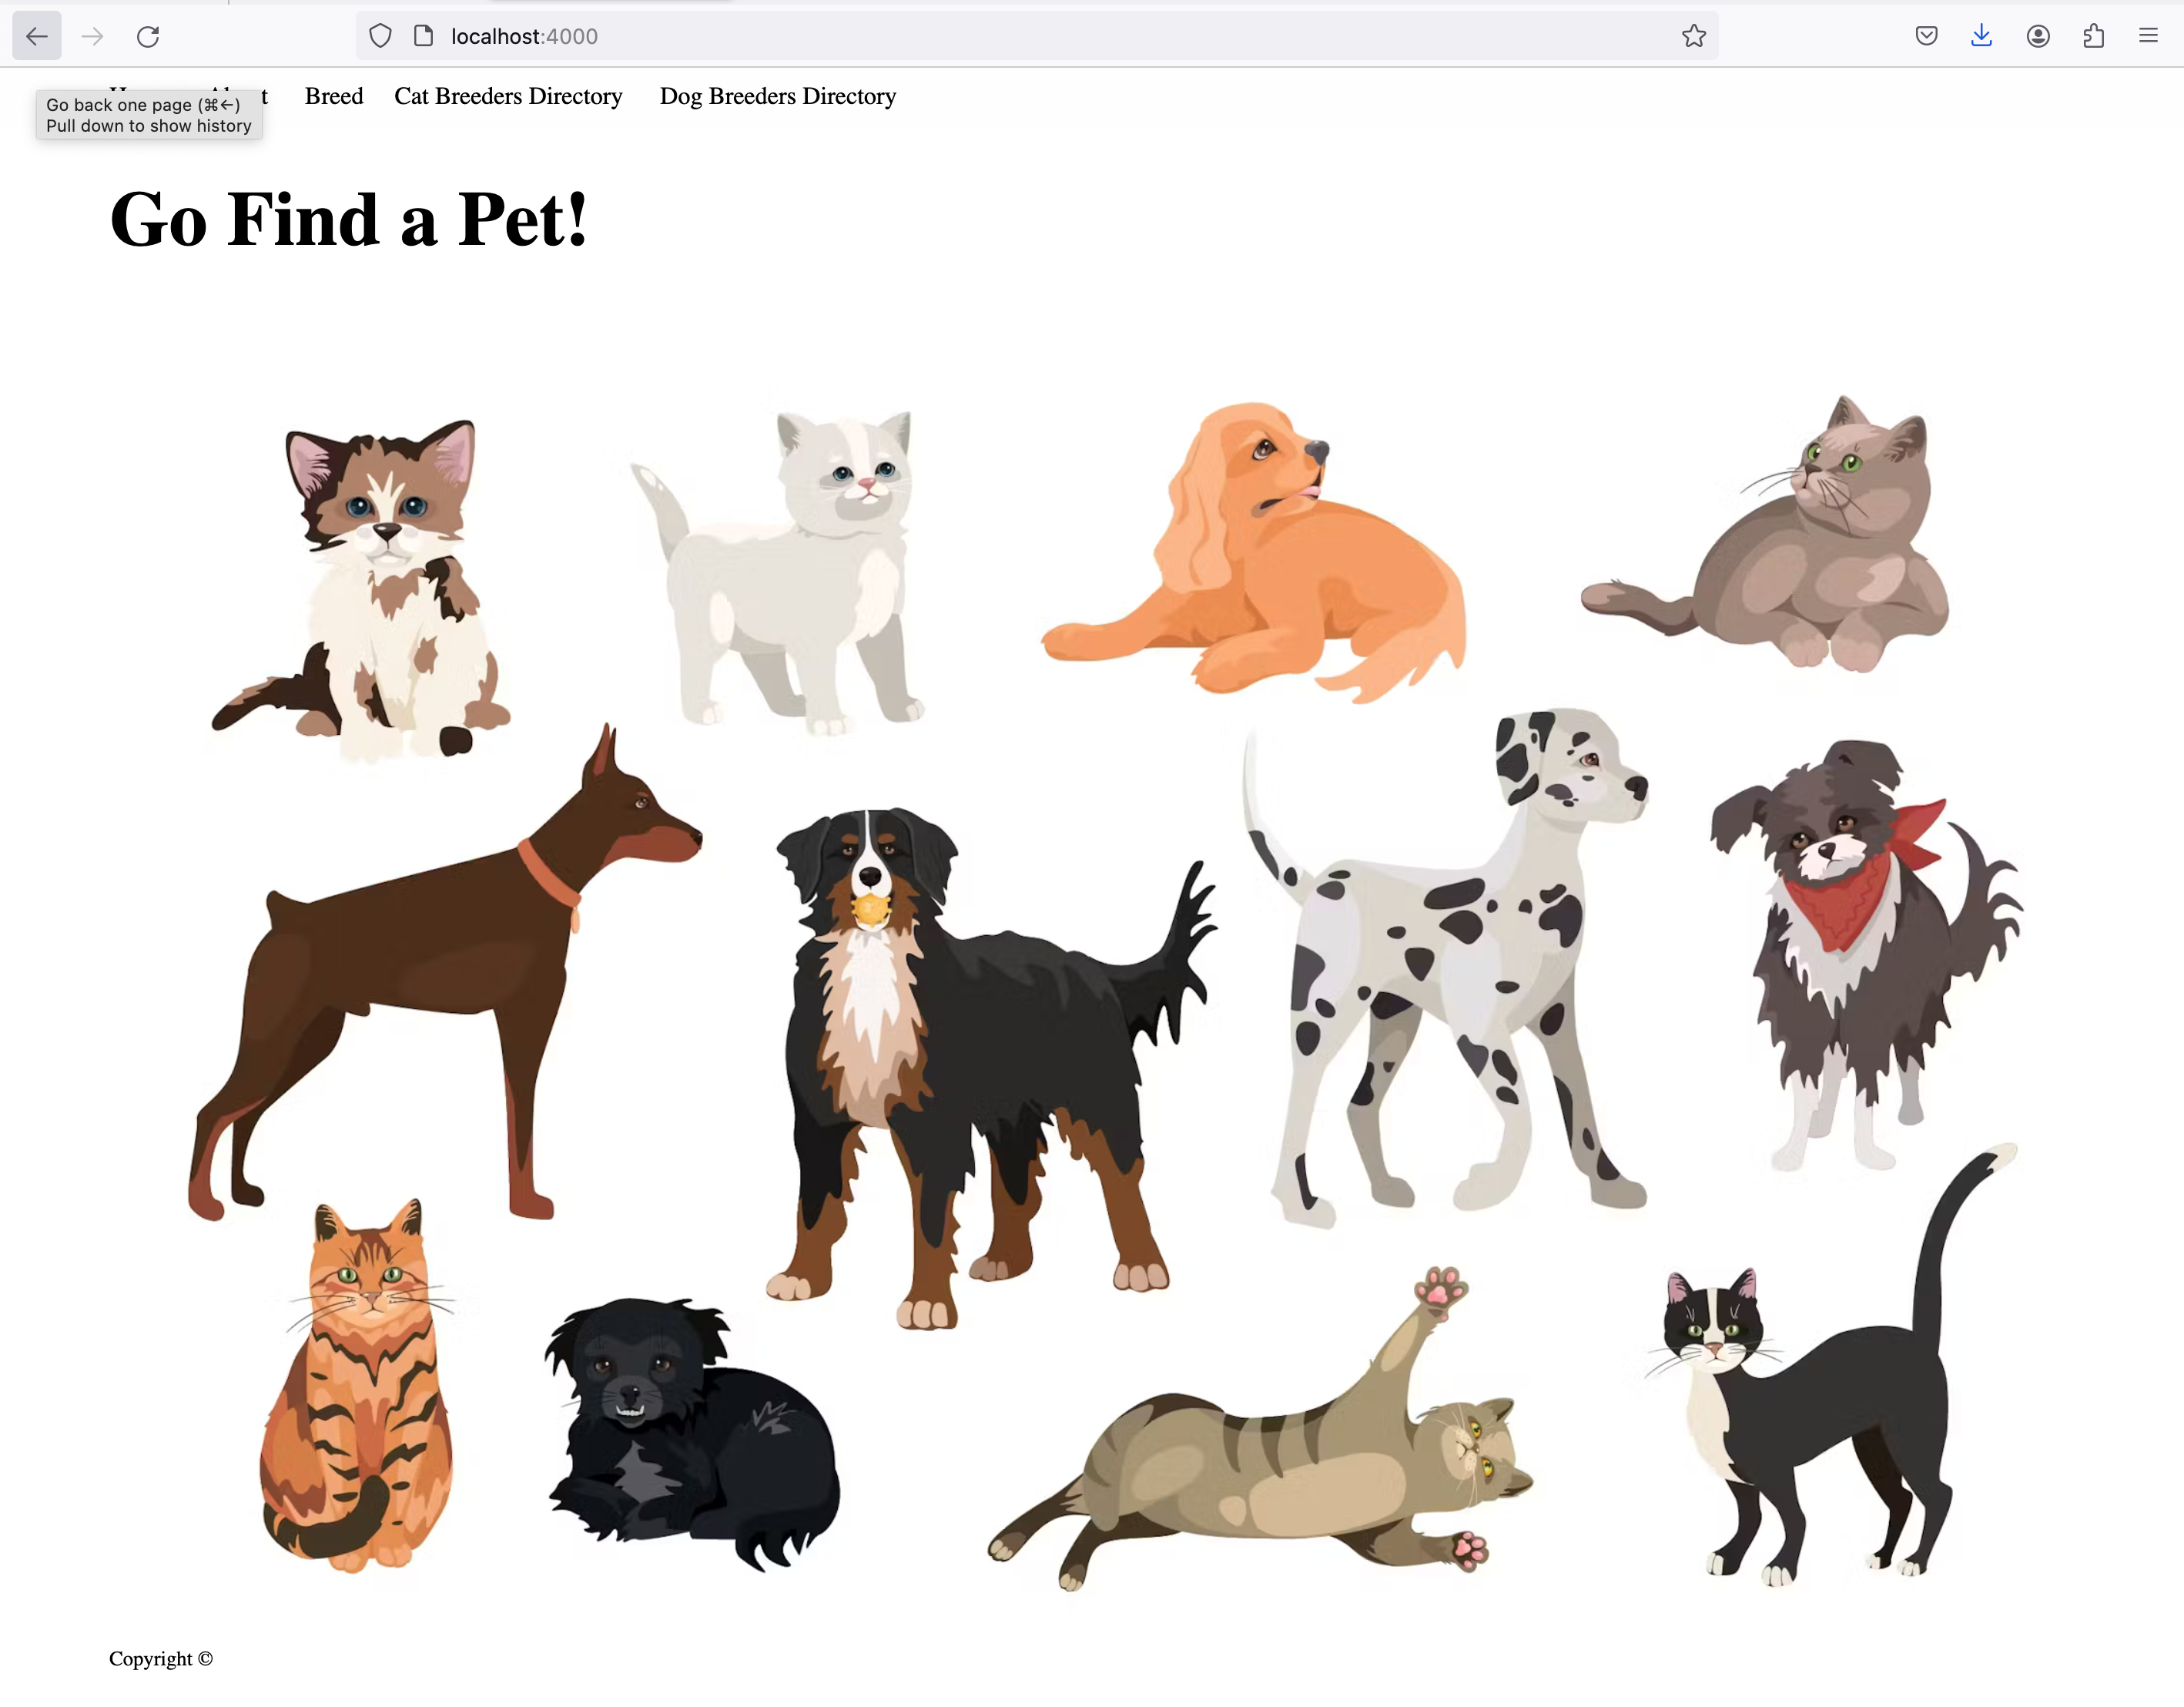 localhost:4000
Breed Cat Breeders Directory Dog Breeders Directory
Go back one page (⌘←)
Pull down to show history
Go Find a Pet!
Copyright ©